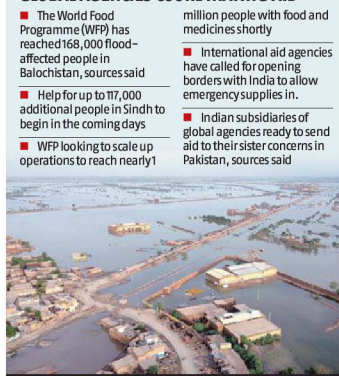 ■ The World Food
Programme (WFP) has
reached 168,000 flood-
affected people in
Balochistan, sources said
■ Help for up to 117,000
additional people in Sindh to
begin in the coming days
■ WFP looking to scale up
operations to reach nearly 1
million people with food and
medicines shortly
■ International aid agencies
have called for opening
borders with India to allow
emergency supplies in.
■ Indian subsidiaries of
global agencies ready to send
aid to their sister concerns in
Pakistan, sources said